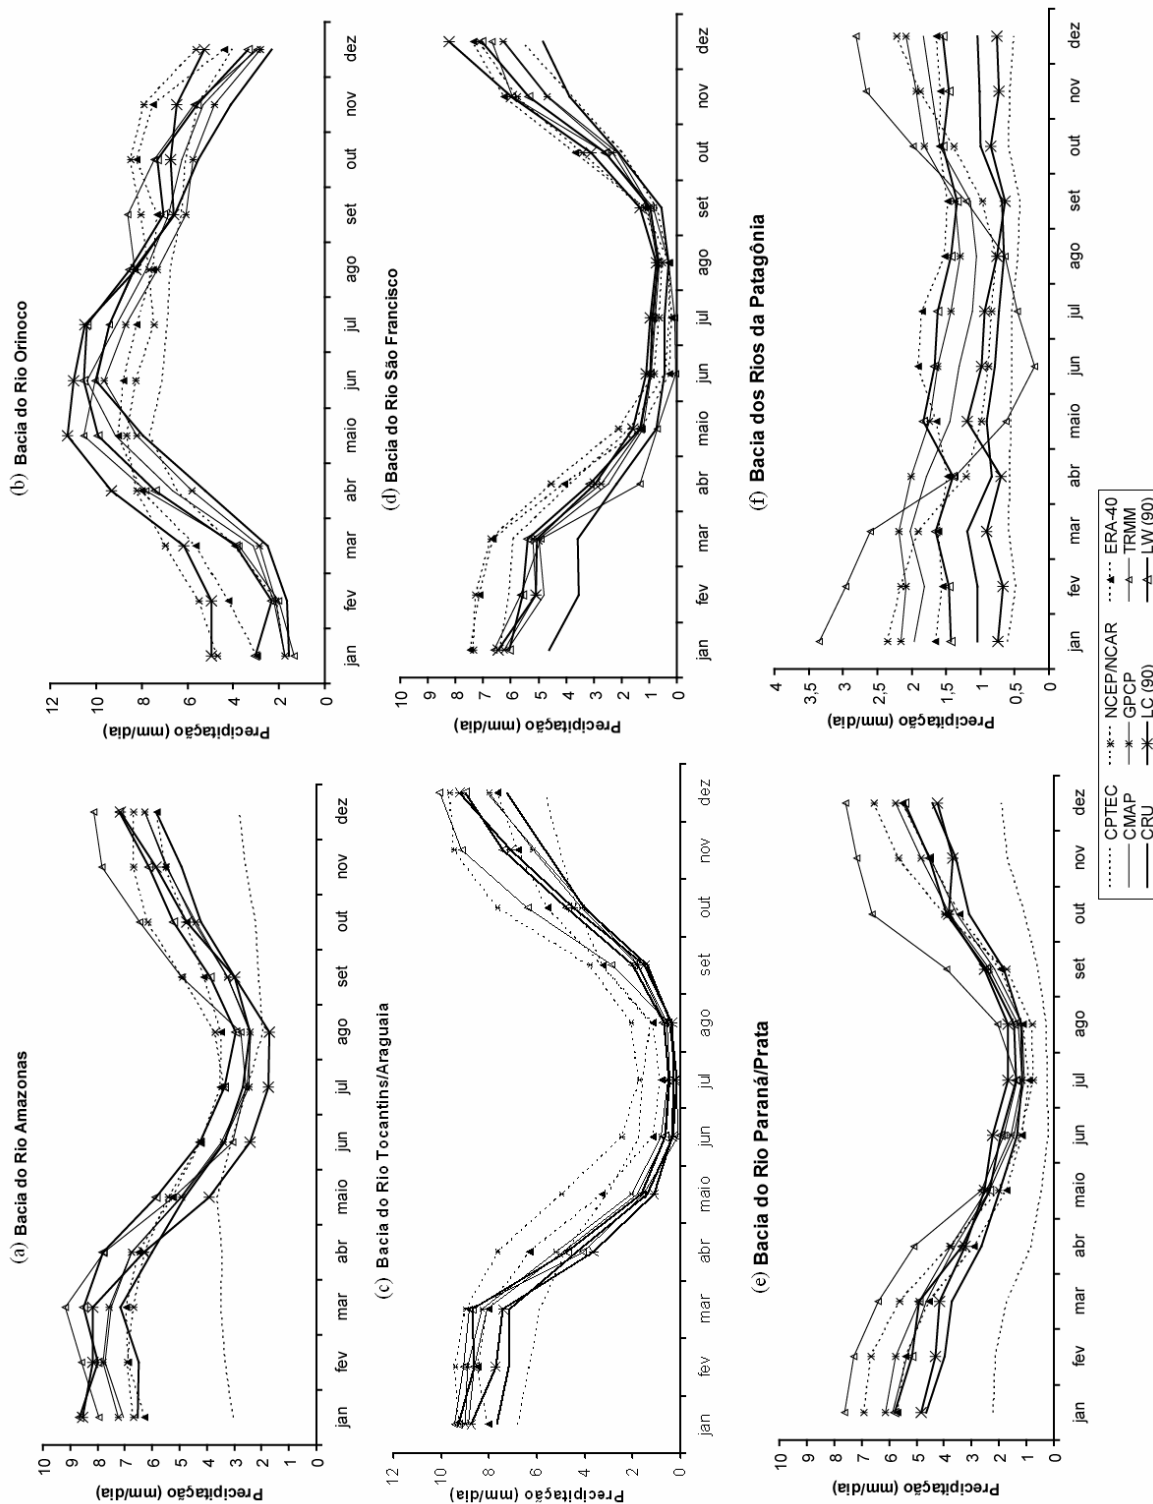 (a) Bacia do Rio Amazonas
Precipitação (mm/dia)
10
9
8
7
6
5
4
3
2
1
0
jan fev mar abr maio jun jul ago set out nov dez
(b) Bacia do Rio Orinoco
Precipitação (mm/dia)
12
10
8
6
4
2
0
jan fev mar abr maio jun jul ago set out nov dez
(c) Bacia do Rio Tocantins/Araguaia
Precipitação (mm/dia)
12
10
8
6
4
2
0
jan fev mar abr maio jun jul ago set out nov dez
(d) Bacia do Rio São Francisco
Precipitação (mm/dia)
10
9
8
7
6
5
4
3
2
1
0
jan fev mar abr maio jun jul ago set out nov dez
(e) Bacia do Rio Paraná/Prata
Precipitação (mm/dia)
10
9
8
7
6
5
4
3
2
1
0
jan fev mar abr maio jun jul ago set out nov dez
(f) Bacia dos Rios da Patagônia
Precipitação (mm/dia)
4
3,5
3
2,5
2
1,5
1
0,5
0
jan fev mar abr maio jun jul ago set out nov dez
CPTEC NCEP/NCAR ERA-40
CMAP GPCP TRMM
CRU LC (90) LW (90)